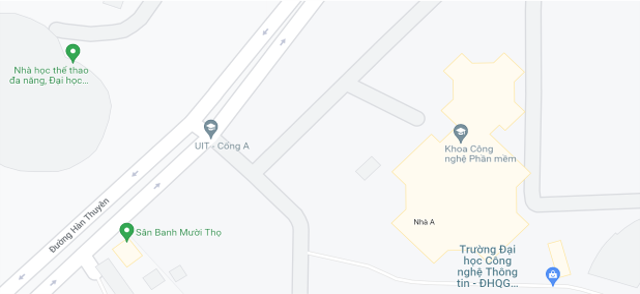 Nhà học thể thao
đa năng, Đại học...
UIT - Cổng A
Khoa Công
nghệ Phần mềm
Đường Hàn Thuyên
Nhà A
Sân Banh Mười Thọ
Trường Đại
học Công
nghệ Thông
tin - ĐHQG...